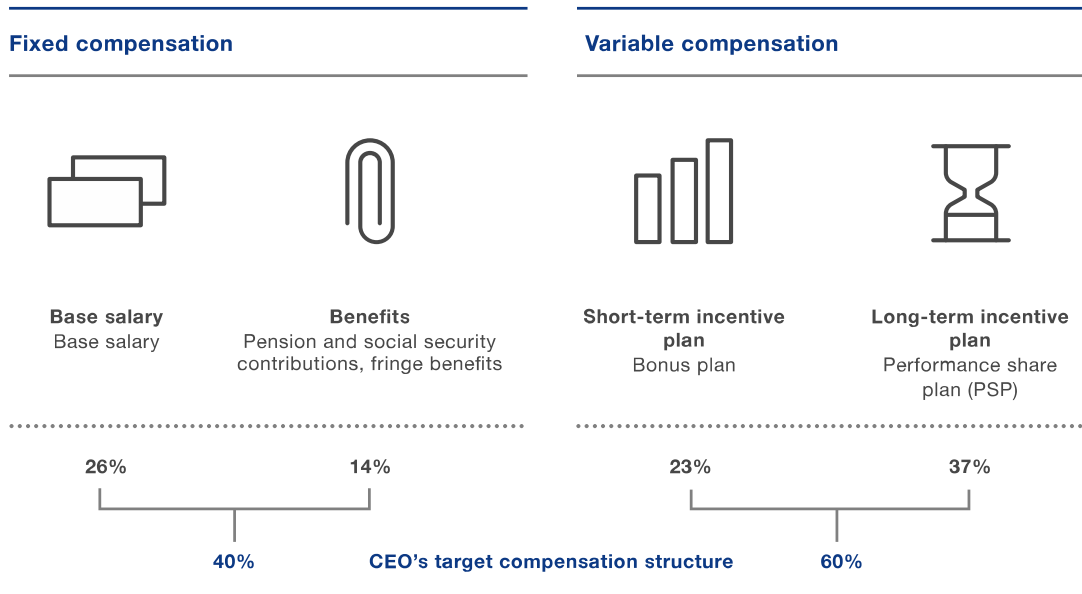 Fixed compensation
Variable compensation
Base salary
Base salary
Benefits
Pension and social security
contributions, fringe benefits
Short-term incentive
plan
Bonus plan
Long-term incentive
plan
Performance share
plan (PSP)
26%
14%
23%
37%
40%
CEO’s target compensation structure
60%